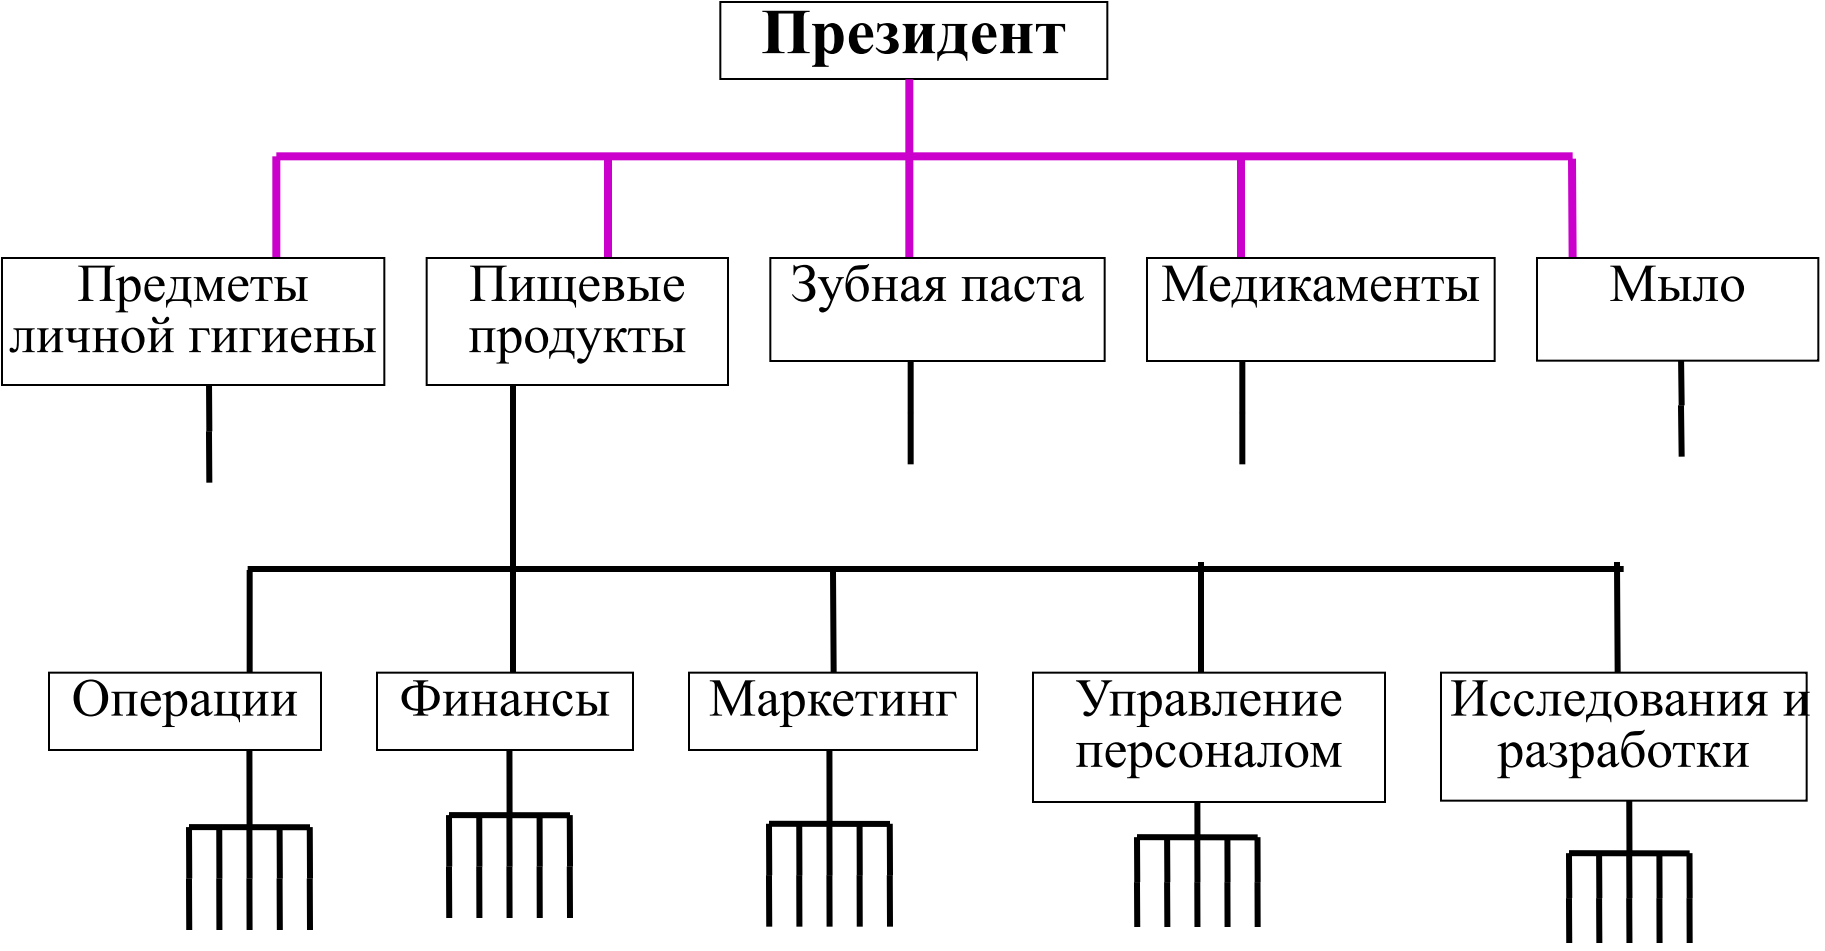 Президент
Предметы
личной гигиены
Пищевые
продукты
Зубная паста
Медикаменты
Мыло
Операции
Финансы
Маркетинг
Управление
персоналом
Исследования и
разработки